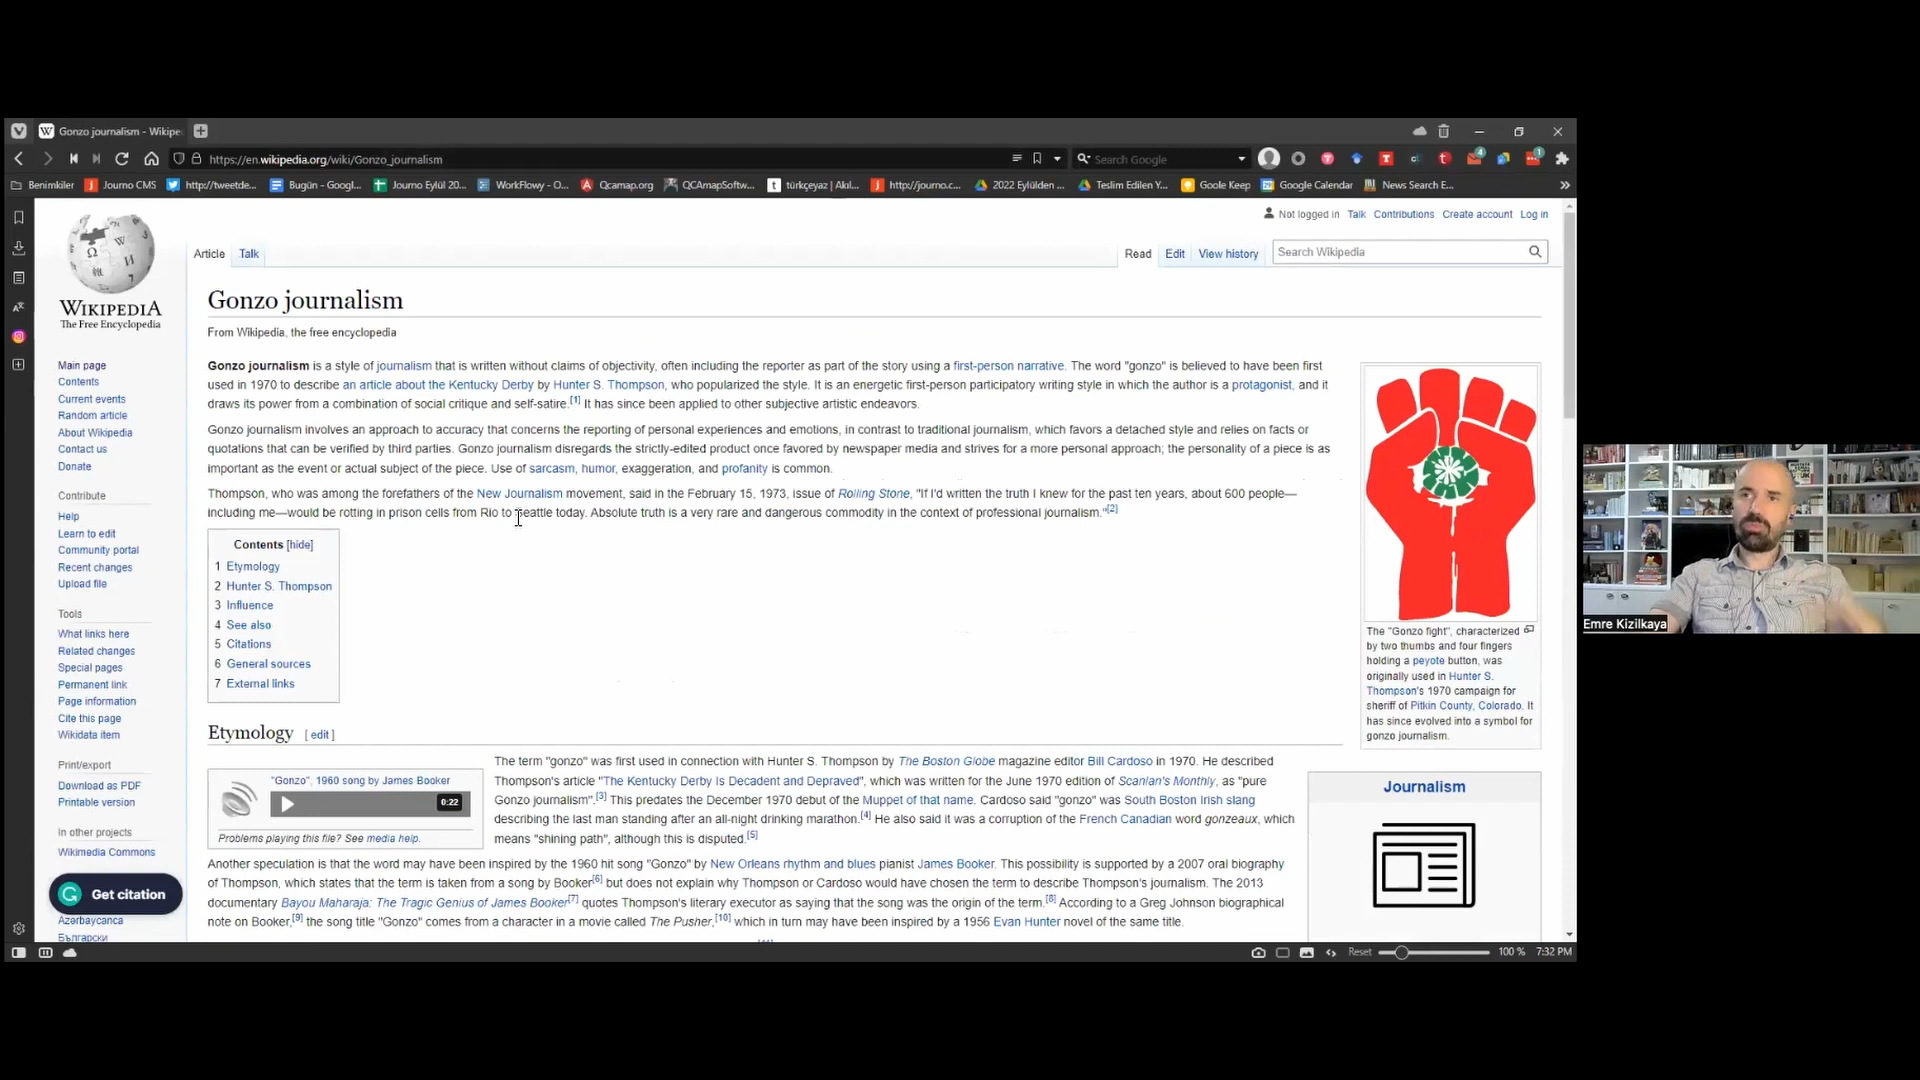 Gonzo journalism - Wikipe
https://en.wikipedia.org/wiki/Gonzo_journalism
Search Google
Benimkiler
Journo CMS
http://tweetde...
Bugün - Googl...
Journo Eylül 20...
WorkFlowy - O...
Qcamap.org
QCAmapSoftw...
türkçeyaz | Akıl...
http://journo.c...
2022 Eylülden ...
Teslim Edilen Y...
Goole Keep
Google Calendar
News Search E...
Not logged in Talk Contributions Create account Log in
Article Talk
Read Edit View history
Search Wikipedia
WIKIPEDIA
The Free Encyclopedia
Main page
Contents
Current events
Random article
About Wikipedia
Contact us
Donate
Contribute
Help
Learn to edit
Community portal
Recent changes
Upload file
Tools
What links here
Related changes
Special pages
Permanent link
Page information
Cite this page
Wikidata item
Print/export
Download as PDF
Printable version
In other projects
Wikimedia Commons
Get citation
Azərbaycanca
Български
Gonzo journalism
From Wikipedia, the free encyclopedia
Gonzo journalism is a style of journalism that is written without claims of objectivity, often including the reporter as part of the story using a first-person narrative. The word "gonzo" is believed to have been first
used in 1970 to describe an article about the Kentucky Derby by Hunter S. Thompson, who popularized the style. It is an energetic first-person participatory writing style in which the author is a protagonist, and it
draws its power from a combination of social critique and self-satire.[1] It has since been applied to other subjective artistic endeavors.
Gonzo journalism involves an approach to accuracy that concerns the reporting of personal experiences and emotions, in contrast to traditional journalism, which favors a detached style and relies on facts or
quotations that can be verified by third parties. Gonzo journalism disregards the strictly-edited product once favored by newspaper media and strives for a more personal approach; the personality of a piece is as
important as the event or actual subject of the piece. Use of sarcasm, humor, exaggeration, and profanity is common.
Thompson, who was among the forefathers of the New Journalism movement, said in the February 15, 1973, issue of Rolling Stone, "If I'd written the truth I knew for the past ten years, about 600 people—
including me—would be rotting in prison cells from Rio to Seattle today. Absolute truth is a very rare and dangerous commodity in the context of professional journalism."[2]
Contents [hide]
1 Etymology
2 Hunter S. Thompson
3 Influence
4 See also
5 Citations
6 General sources
7 External links
The "Gonzo fight", characterized
by two thumbs and four fingers
holding a peyote button, was
originally used in Hunter S.
Thompson's 1970 campaign for
sheriff of Pitkin County, Colorado. It
has since evolved into a symbol for
gonzo journalism.
Etymology [ edit ]
"Gonzo", 1960 song by James Booker
0:22
Problems playing this file? See media help.
The term "gonzo" was first used in connection with Hunter S. Thompson by The Boston Globe magazine editor Bill Cardoso in 1970. He described
Thompson's article "The Kentucky Derby Is Decadent and Depraved", which was written for the June 1970 edition of Scanlan's Monthly, as "pure
Gonzo journalism".[3] This predates the December 1970 debut of the Muppet of that name. Cardoso said "gonzo" was South Boston Irish slang
describing the last man standing after an all-night drinking marathon.[4] He also said it was a corruption of the French Canadian word gonzeaux, which
means "shining path", although this is disputed.[5]
Another speculation is that the word may have been inspired by the 1960 hit song "Gonzo" by New Orleans rhythm and blues pianist James Booker. This possibility is supported by a 2007 oral biography
of Thompson, which states that the term is taken from a song by Booker[6] but does not explain why Thompson or Cardoso would have chosen the term to describe Thompson's journalism. The 2013
documentary Bayou Maharaja: The Tragic Genius of James Booker[7] quotes Thompson's literary executor as saying that the song was the origin of the term.[8] According to a Greg Johnson biographical
note on Booker,[9] the song title "Gonzo" comes from a character in a movie called The Pusher,[10] which in turn may have been inspired by a 1956 Evan Hunter novel of the same title.
Journalism
Reset
100 %
7:32 PM
Emre Kizilkaya